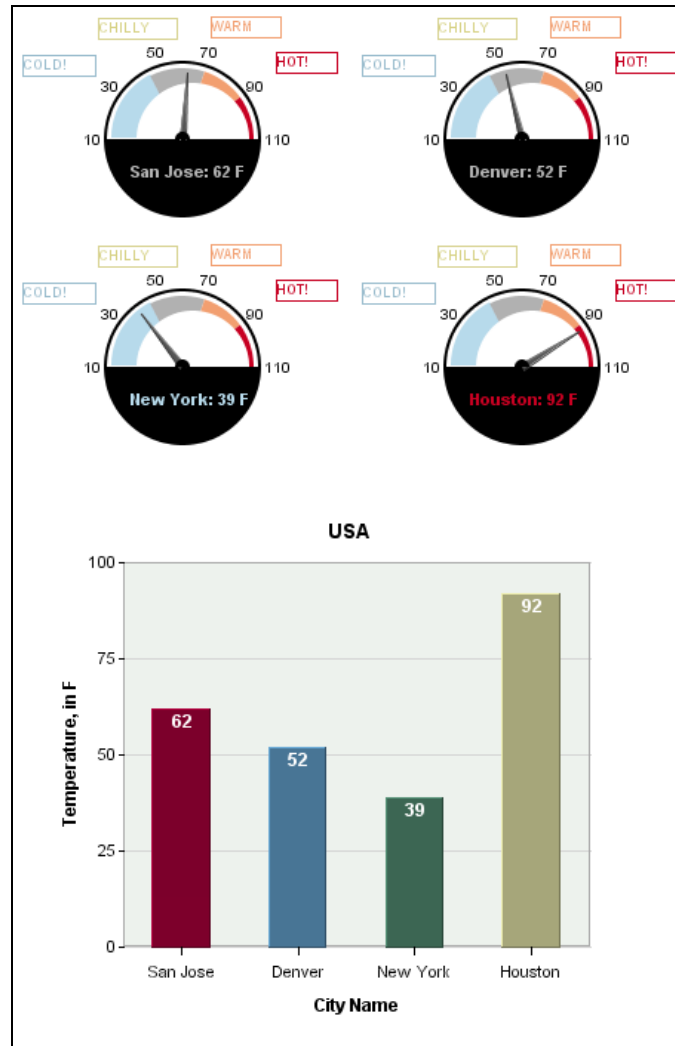 CHILLY WARM CHILLY WARM
COLD! 50 70 HOT! COLD! 50 70 HOT!
30 90 30 90
10 110 10 110
San Jose: 62 F Denver: 52 F
CHILLY WARM CHILLY WARM
COLD! 50 70 HOT! COLD! 50 70 HOT!
30 90 30 90
10 110 10 110
New York: 39 F Houston: 92 F
USA
100
92
75
62
52
50
39
25
0
Temperature, in F
San Jose Denver New York Houston
City Name